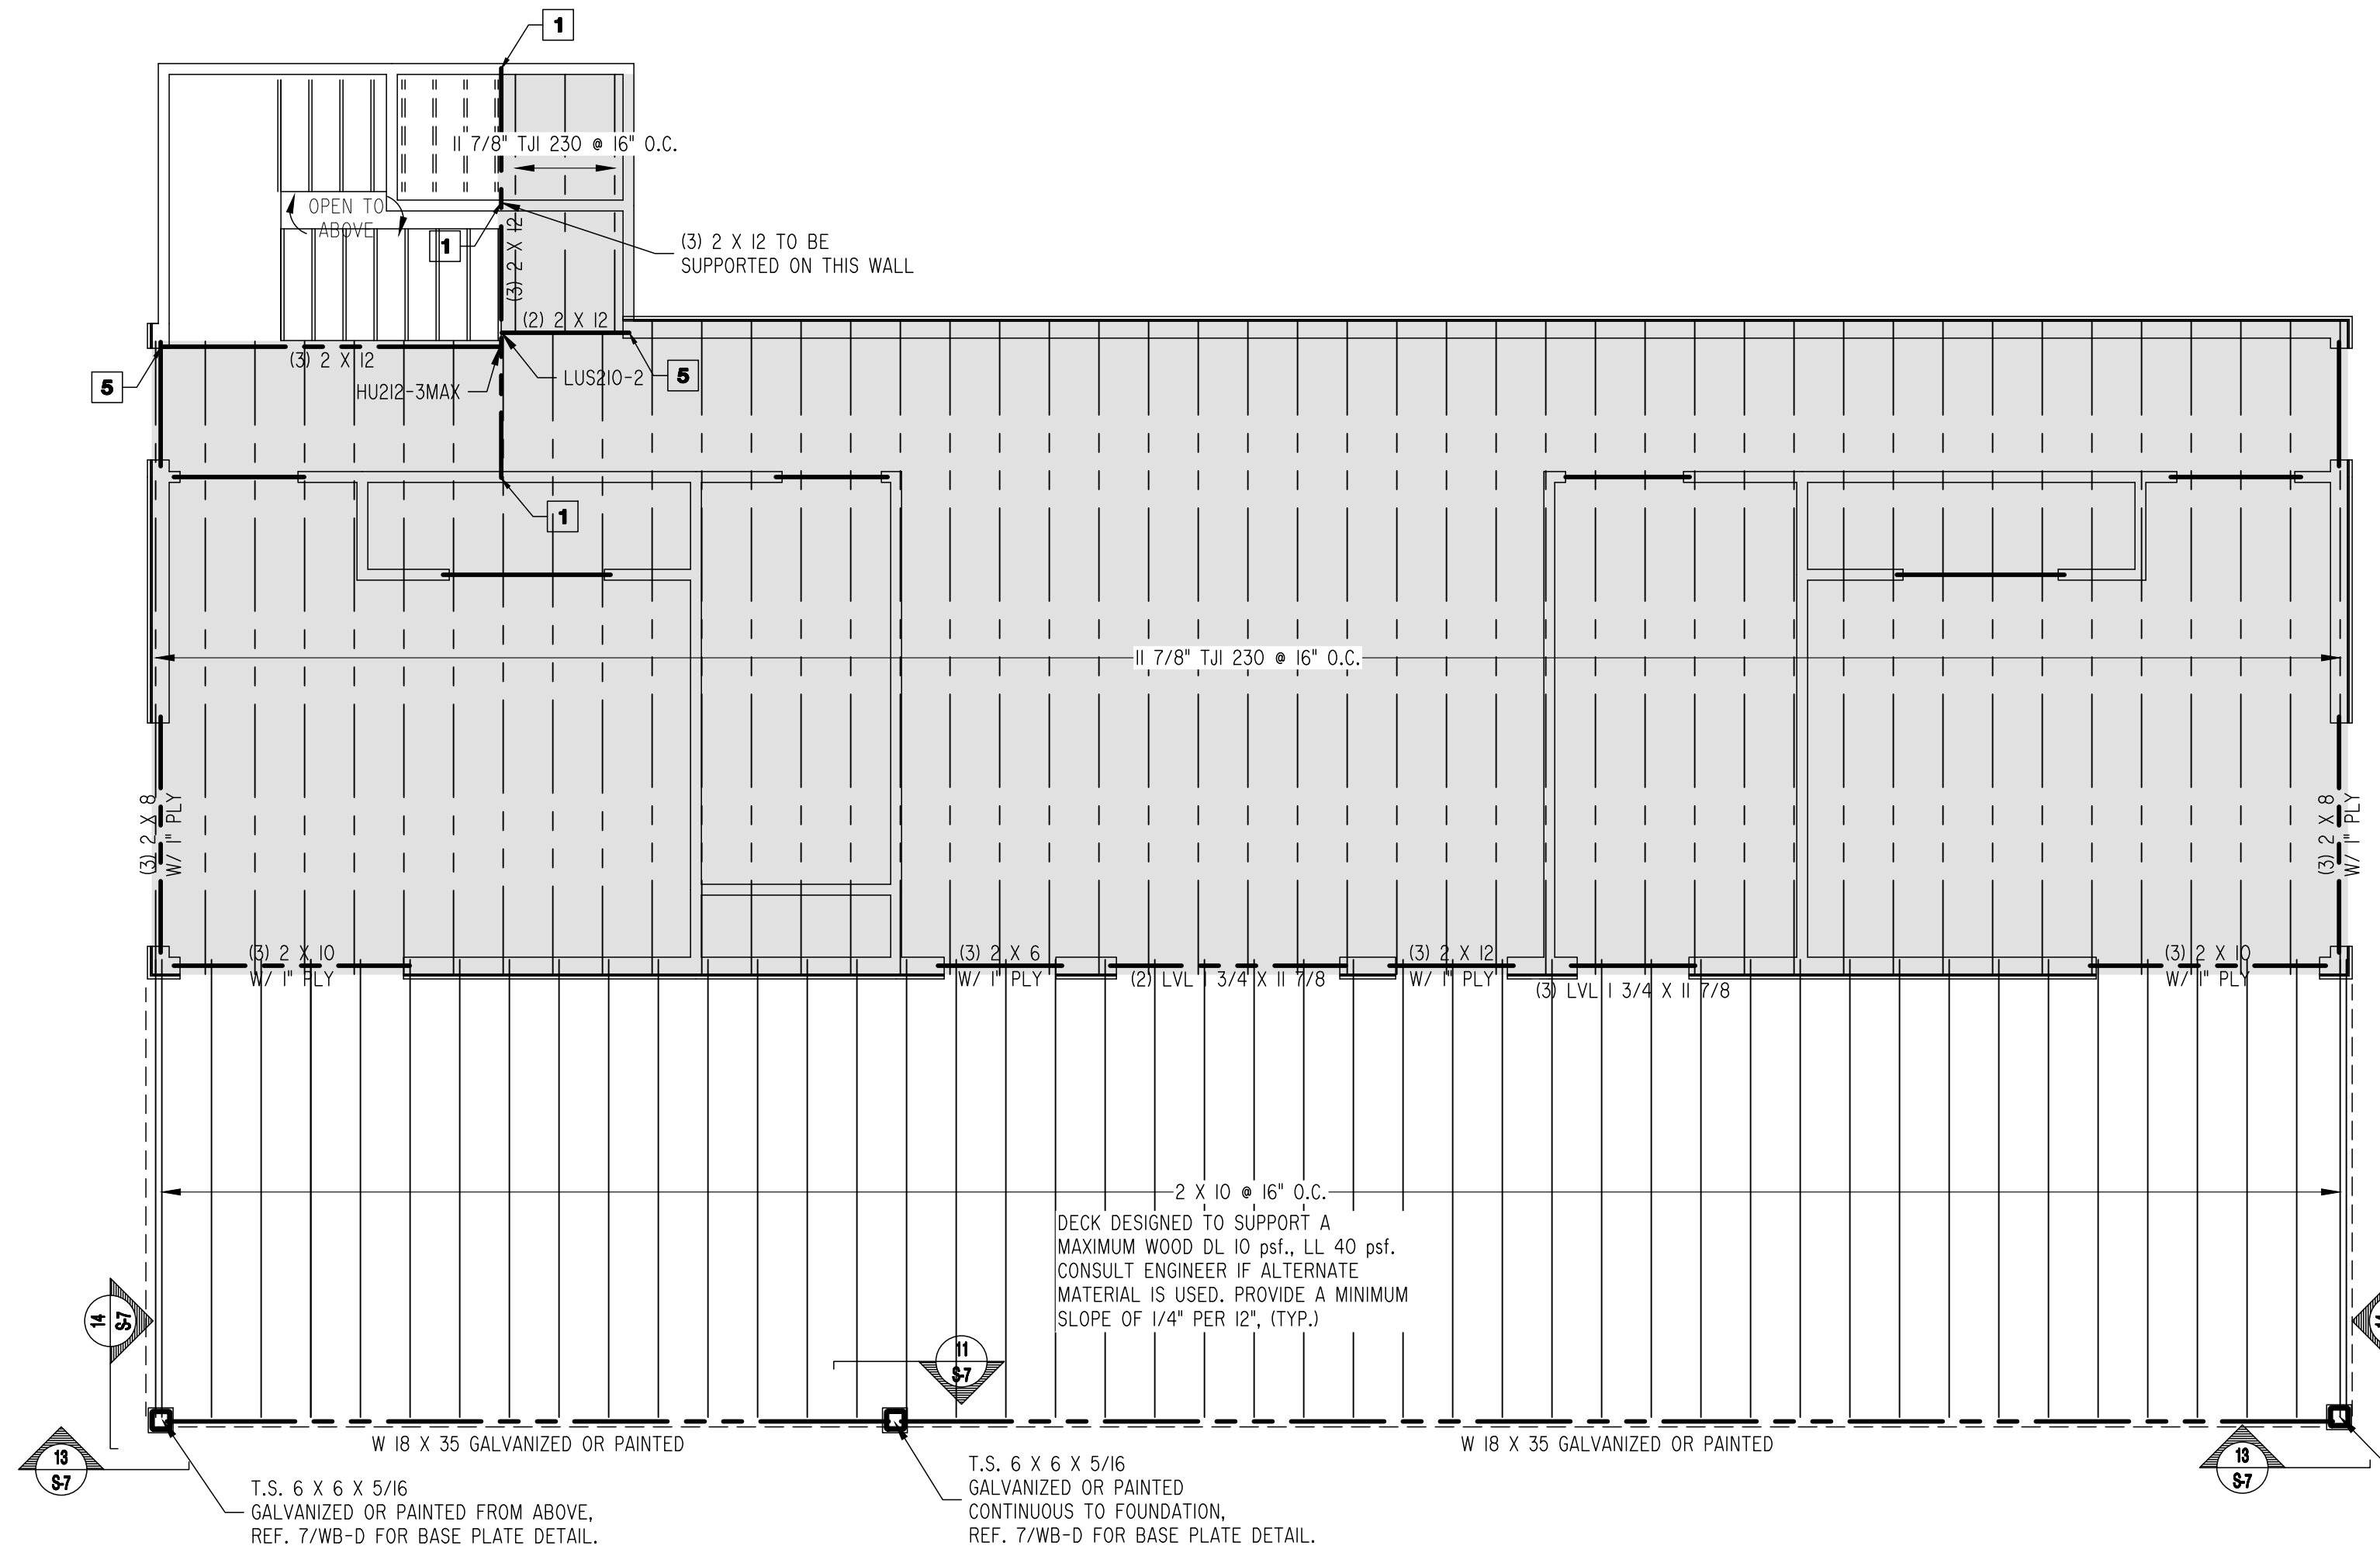 1
11 7/8" TJI 230 @ 16" O.C.
OPEN TO
ABOVE
1
(3) 2 X 12
(3) 2 X 12 TO BE
SUPPORTED ON THIS WALL
(2) 2 X 12
(3) 2 X 12
5
HU212-3MAX
LUS210-2
5
1
11 7/8" TJI 230 @ 16" O.C.
(3) 2 X 8
W/ 1" PLY
(3) 2 X 8
W/ 1" PLY
(3) 2 X 10
W/ 1" PLY
(3) 2 X 6
W/ 1" PLY
(2) LVL 1 3/4 X 11 7/8
(3) 2 X 12
W/ 1" PLY
(3) LVL 1 3/4 X 11 7/8
(3) 2 X 10
W/ 1" PLY
2 X 10 @ 16" O.C.
DECK DESIGNED TO SUPPORT A
MAXIMUM WOOD DL 10 psf., LL 40 psf.
CONSULT ENGINEER IF ALTERNATE
MATERIAL IS USED. PROVIDE A MINIMUM
SLOPE OF 1/4" PER 12", (TYP.)
14
S-7
11
S-7
W 18 X 35 GALVANIZED OR PAINTED
W 18 X 35 GALVANIZED OR PAINTED
13
S-7
13
S-7
T.S. 6 X 6 X 5/16
GALVANIZED OR PAINTED FROM ABOVE,
REF. 7/WB-D FOR BASE PLATE DETAIL.
T.S. 6 X 6 X 5/16
GALVANIZED OR PAINTED
CONTINUOUS TO FOUNDATION,
REF. 7/WB-D FOR BASE PLATE DETAIL.